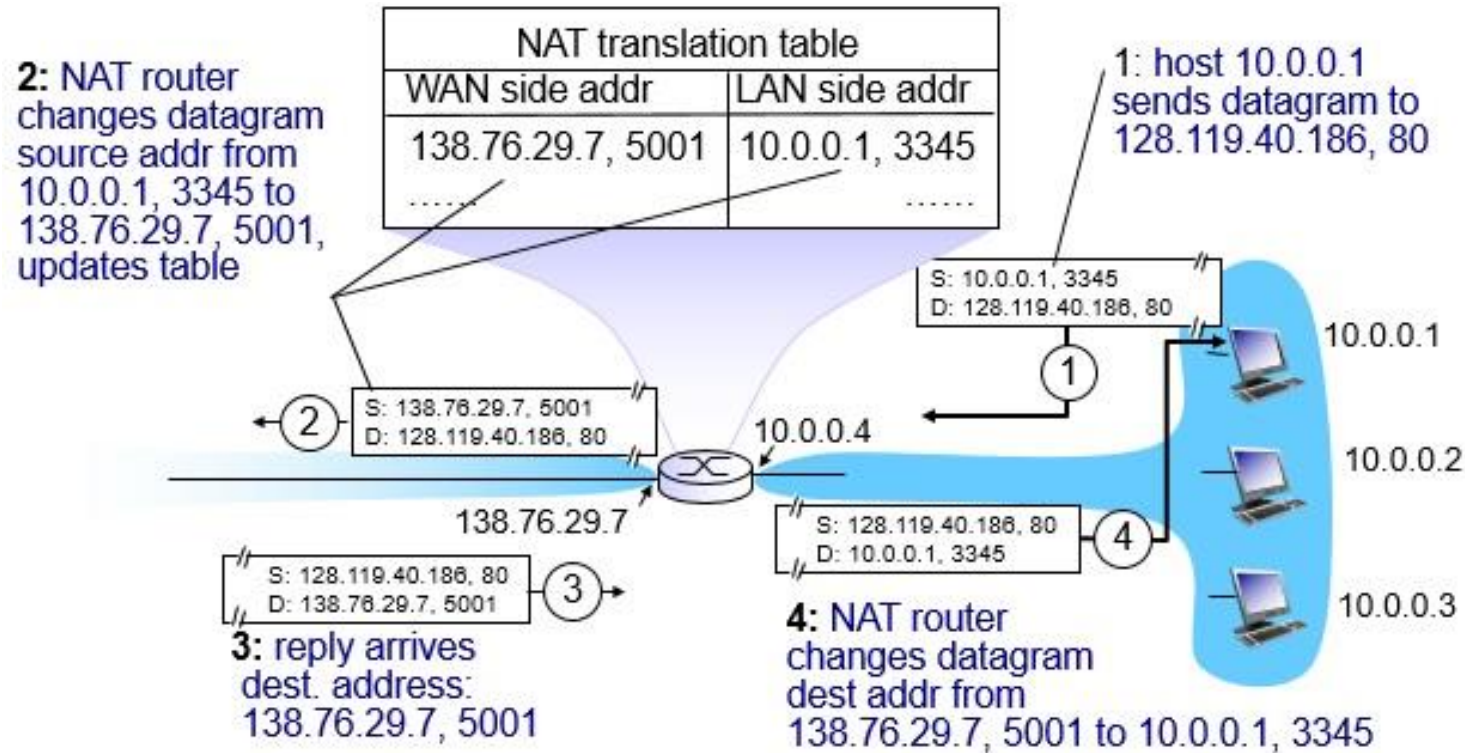 NAT translation table
WAN side addr LAN side addr
138.76.29.7, 5001 10.0.0.1, 3345
...... ......
2: NAT router
changes datagram
source addr from
10.0.0.1, 3345 to
138.76.29.7, 5001,
updates table
1: host 10.0.0.1
sends datagram to
128.119.40.186, 80
S: 10.0.0.1, 3345
D: 128.119.40.186, 80
1
10.0.0.1
S: 138.76.29.7, 5001
D: 128.119.40.186, 80
2
10.0.0.4
10.0.0.2
138.76.29.7
S: 128.119.40.186, 80
D: 10.0.0.1, 3345
4
S: 128.119.40.186, 80
D: 138.76.29.7, 5001
3
10.0.0.3
3: reply arrives
dest. address:
138.76.29.7, 5001
4: NAT router
changes datagram
dest addr from
138.76.29.7, 5001 to 10.0.0.1, 3345